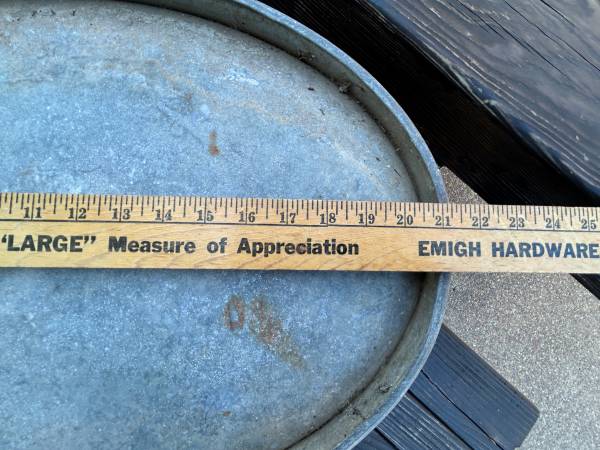 11 12 13 14 15 16 17 18 19 20 21 22 23 24 25
"LARGE" Measure of Appreciation EMIGH HARDWARE